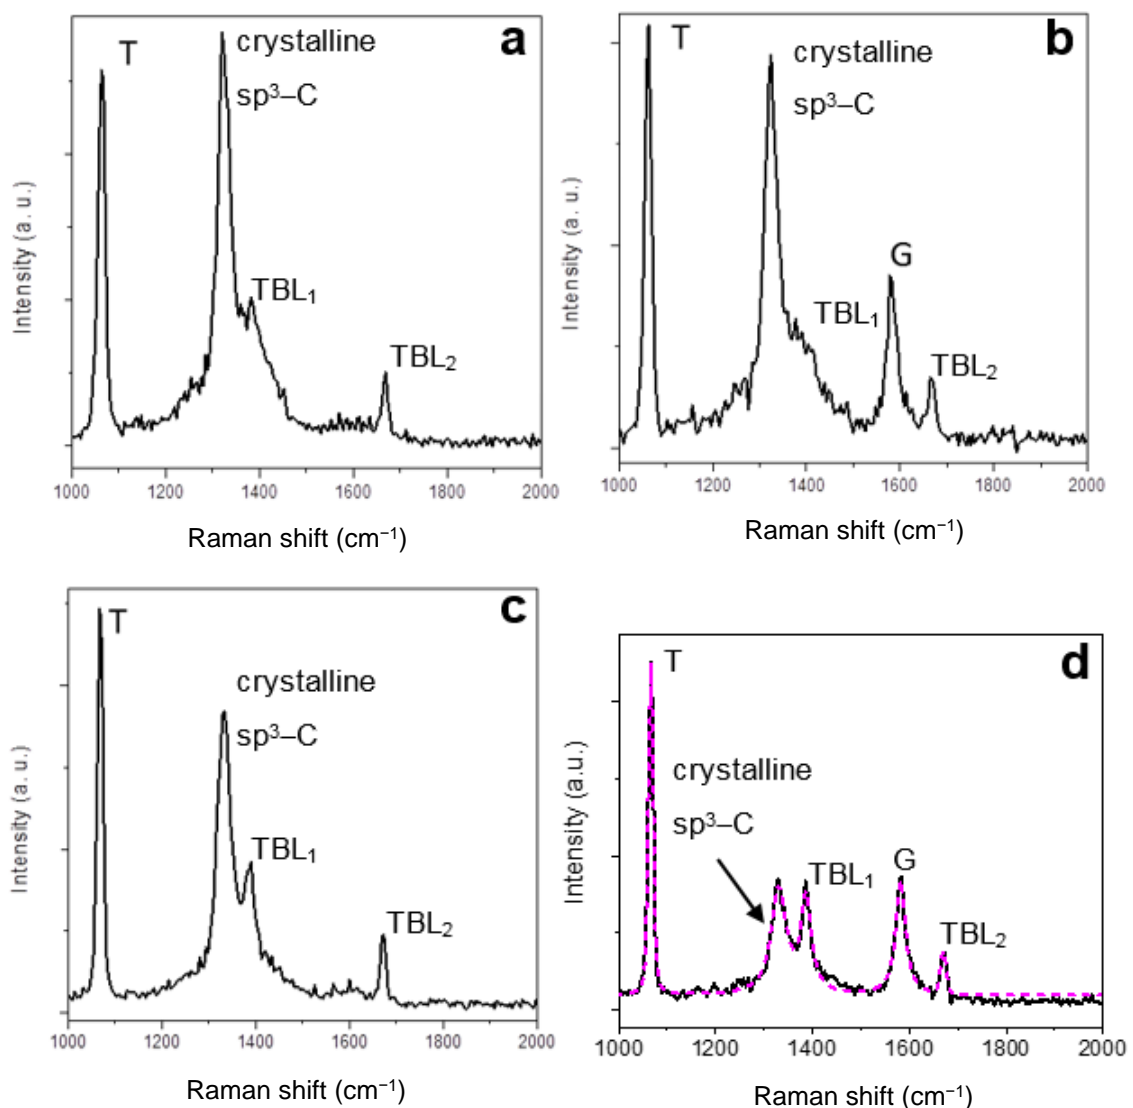 a
T
crystalline
sp³–C
TBL₁
TBL₂
Intensity (a. u.)
1000 1200 1400 1600 1800 2000
Raman shift (cm⁻¹)
b
T
crystalline
sp³–C
G
TBL₁
TBL₂
Intensity (a. u.)
1000 1200 1400 1600 1800 2000
Raman shift (cm⁻¹)
c
T
crystalline
sp³–C
TBL₁
TBL₂
Intensity (a. u.)
1000 1200 1400 1600 1800 2000
Raman shift (cm⁻¹)
d
T
crystalline
sp³–C
TBL₁
G
TBL₂
Intensity (a.u.)
1000 1200 1400 1600 1800 2000
Raman shift (cm⁻¹)